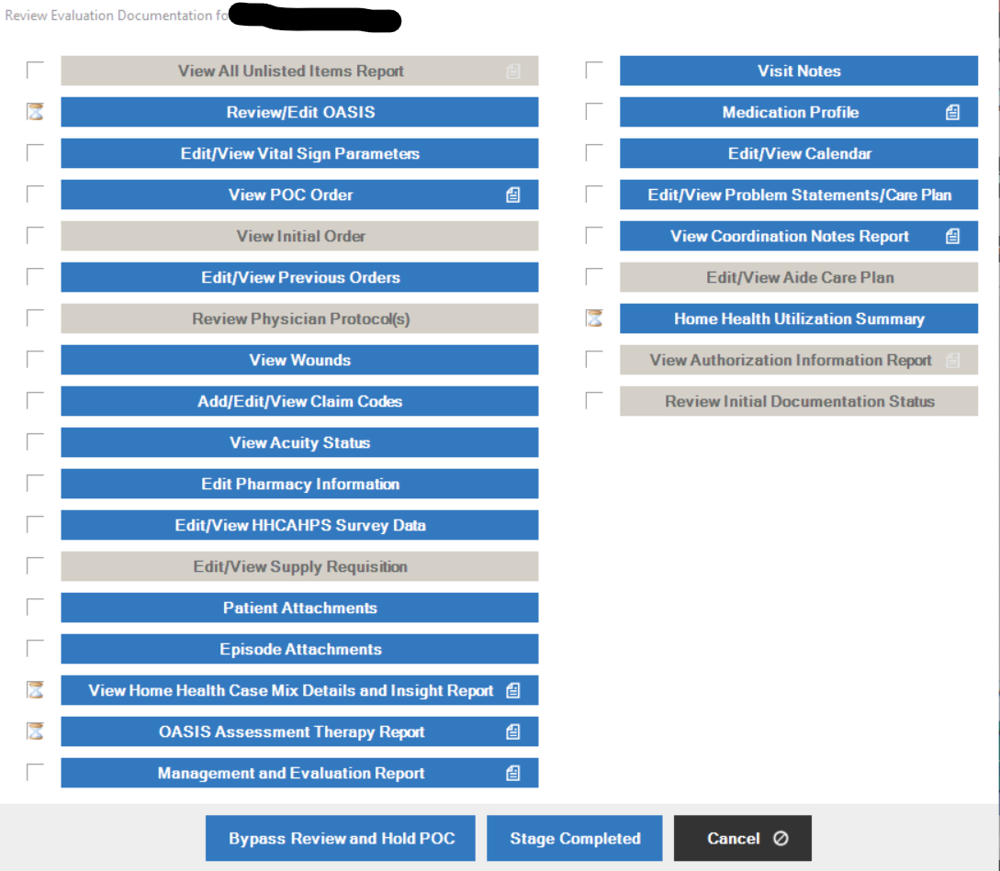 Review Evaluation Documentation fo
View All Unlisted Items Report
Review/Edit OASIS
Edit/View Vital Sign Parameters
View POC Order
View Initial Order
Edit/View Previous Orders
Review Physician Protocol(s)
View Wounds
Add/Edit/View Claim Codes
View Acuity Status
Edit Pharmacy Information
Edit/View HHCAHPS Survey Data
Edit/View Supply Requisition
Patient Attachments
Episode Attachments
View Home Health Case Mix Details and Insight Report
OASIS Assessment Therapy Report
Management and Evaluation Report
Visit Notes
Medication Profile
Edit/View Calendar
Edit/View Problem Statements/Care Plan
View Coordination Notes Report
Edit/View Aide Care Plan
Home Health Utilization Summary
View Authorization Information Report
Review Initial Documentation Status
Bypass Review and Hold POC
Stage Completed
Cancel